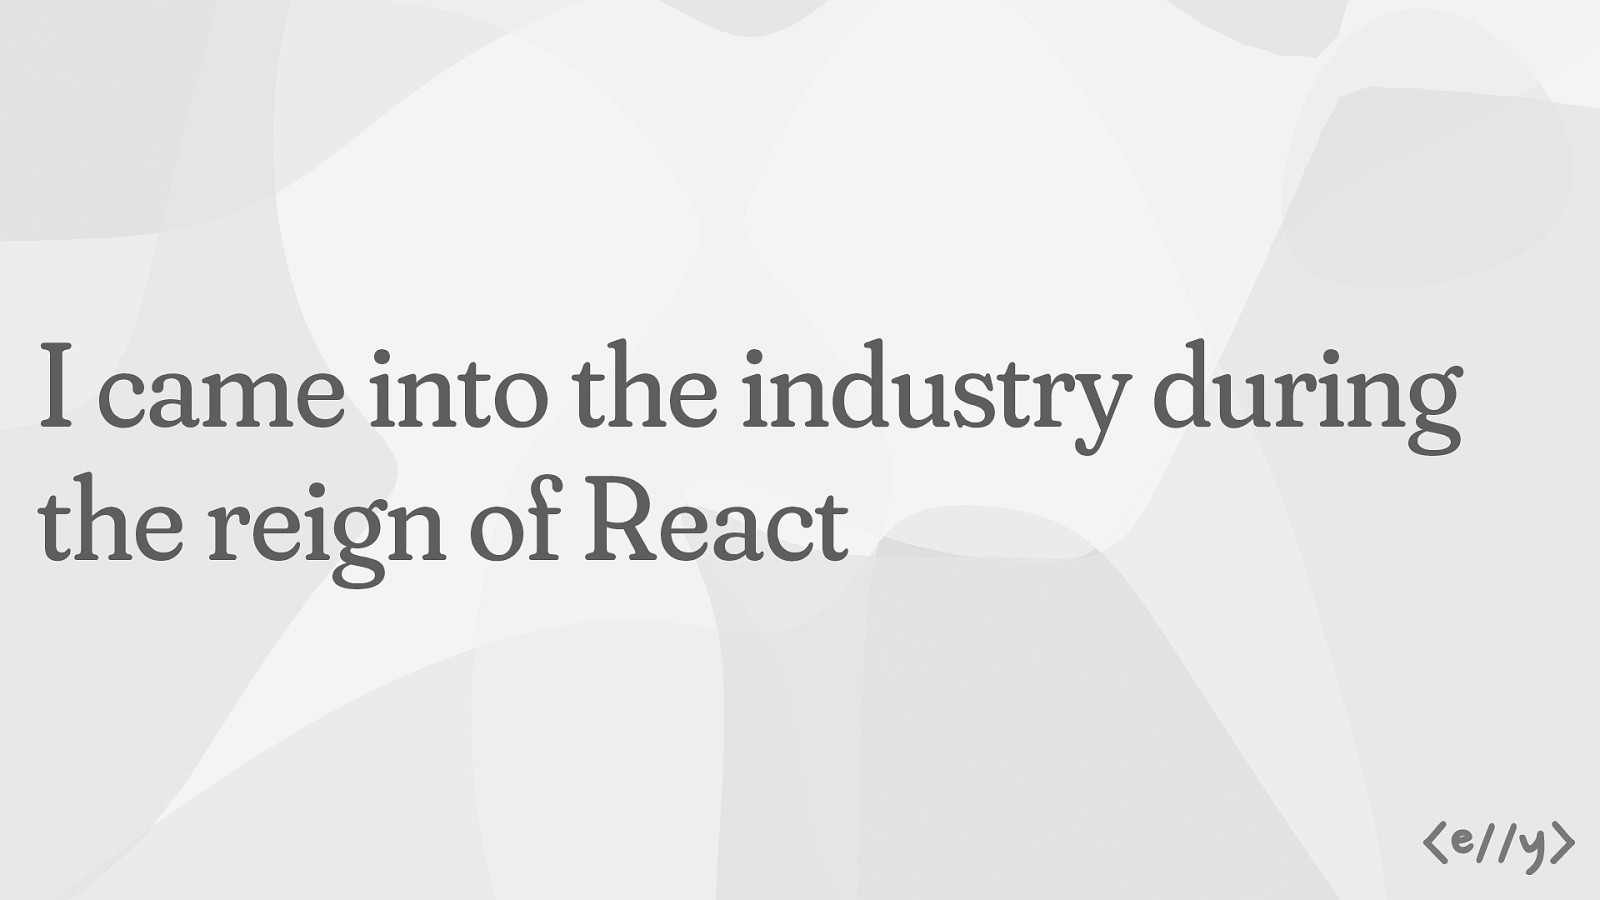 I came into the industry during
the reign of React
<e//y>